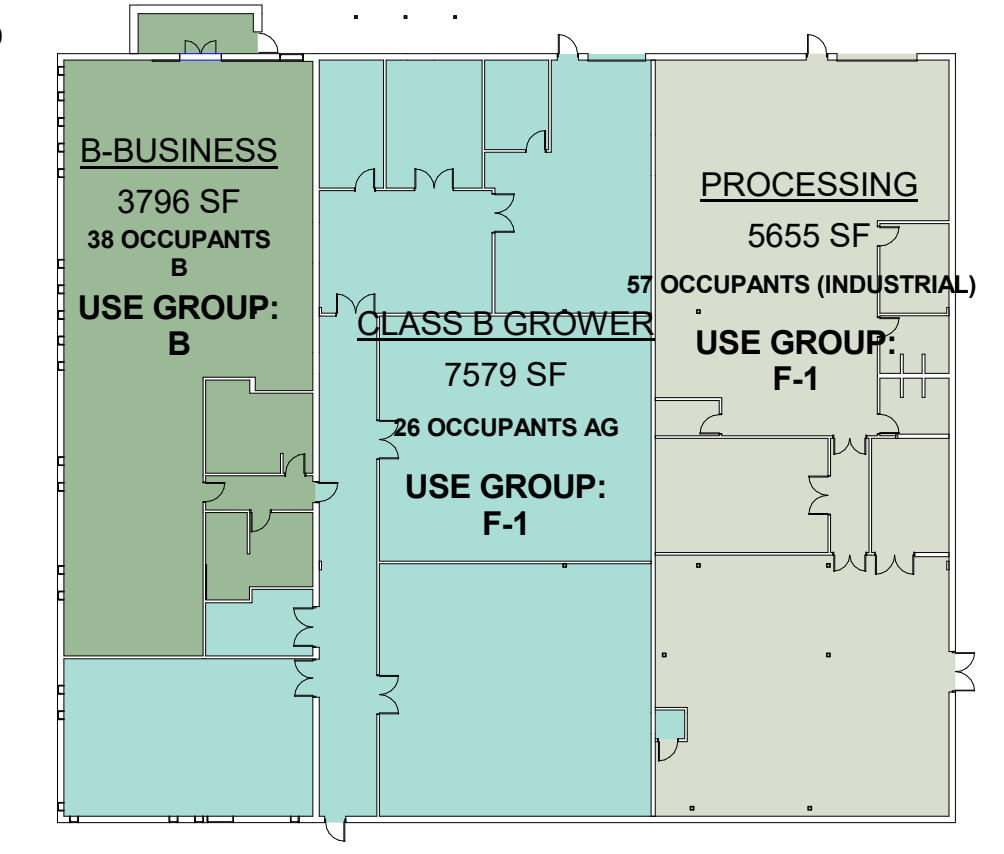 B-BUSINESS
3796 SF
38 OCCUPANTS
B
USE GROUP:
B
CLASS B GROWER
7579 SF
26 OCCUPANTS AG
USE GROUP:
F-1
PROCESSING
5655 SF
57 OCCUPANTS (INDUSTRIAL)
USE GROUP:
F-1